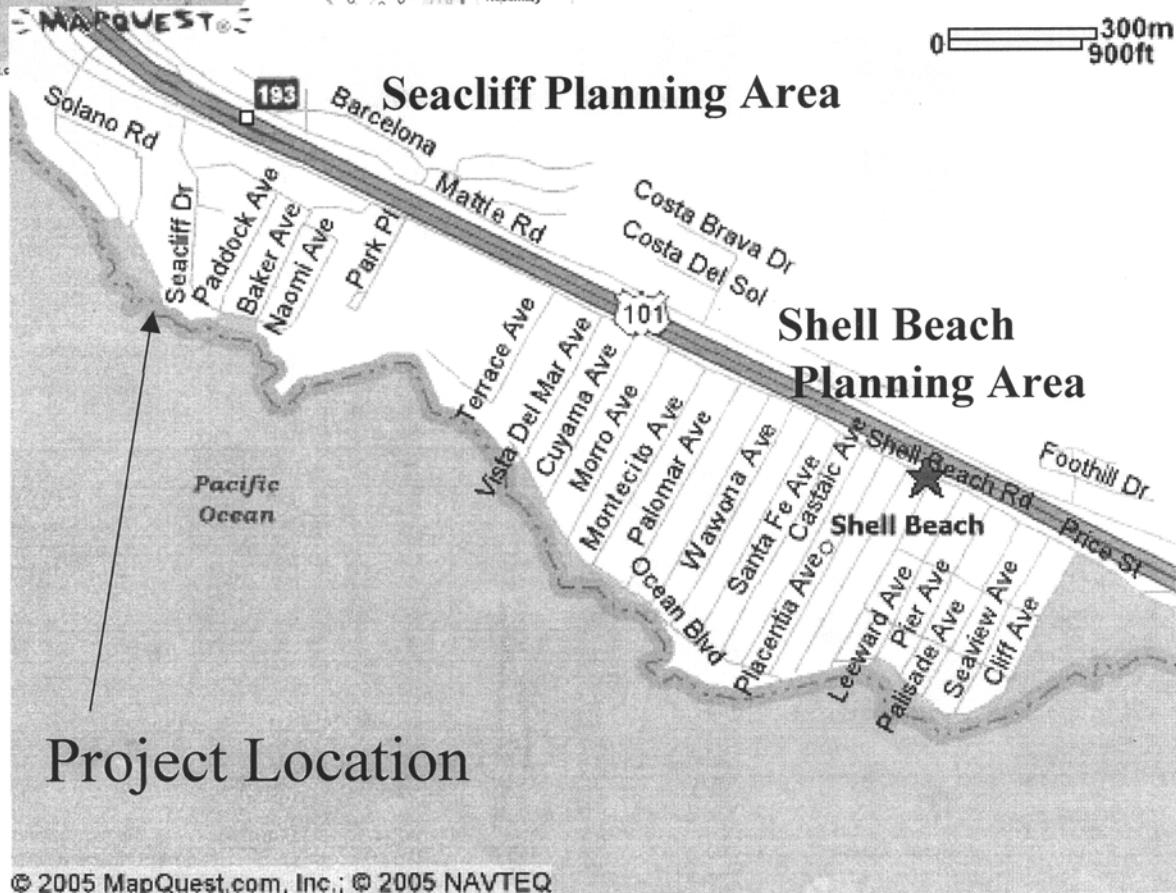 MAPQUEST
0
300m
900ft
193
Seacliff Planning Area
Solano Rd
Barcelona
Mattie Rd
Costa Brava Dr
Costa Del Sol
Seacliff Dr
Paddock Ave
Baker Ave
Naomi Ave
Park Pl
101
Shell Beach
Planning Area
Terrace Ave
Vista Del Mar Ave
Cuyama Ave
Morro Ave
Montecito Ave
Palomar Ave
Wawona Ave
Santa Fe Ave
Castaic Ave
Placentia Ave
Shell Beach Rd
Foothill Dr
Price St
Shell Beach
Ocean Blvd
Leeward Ave
Pier Ave
Palisade Ave
Seaview Ave
Cliff Ave
Pacific
Ocean
Project Location
© 2005 MapQuest.com, Inc.; © 2005 NAVTEQ